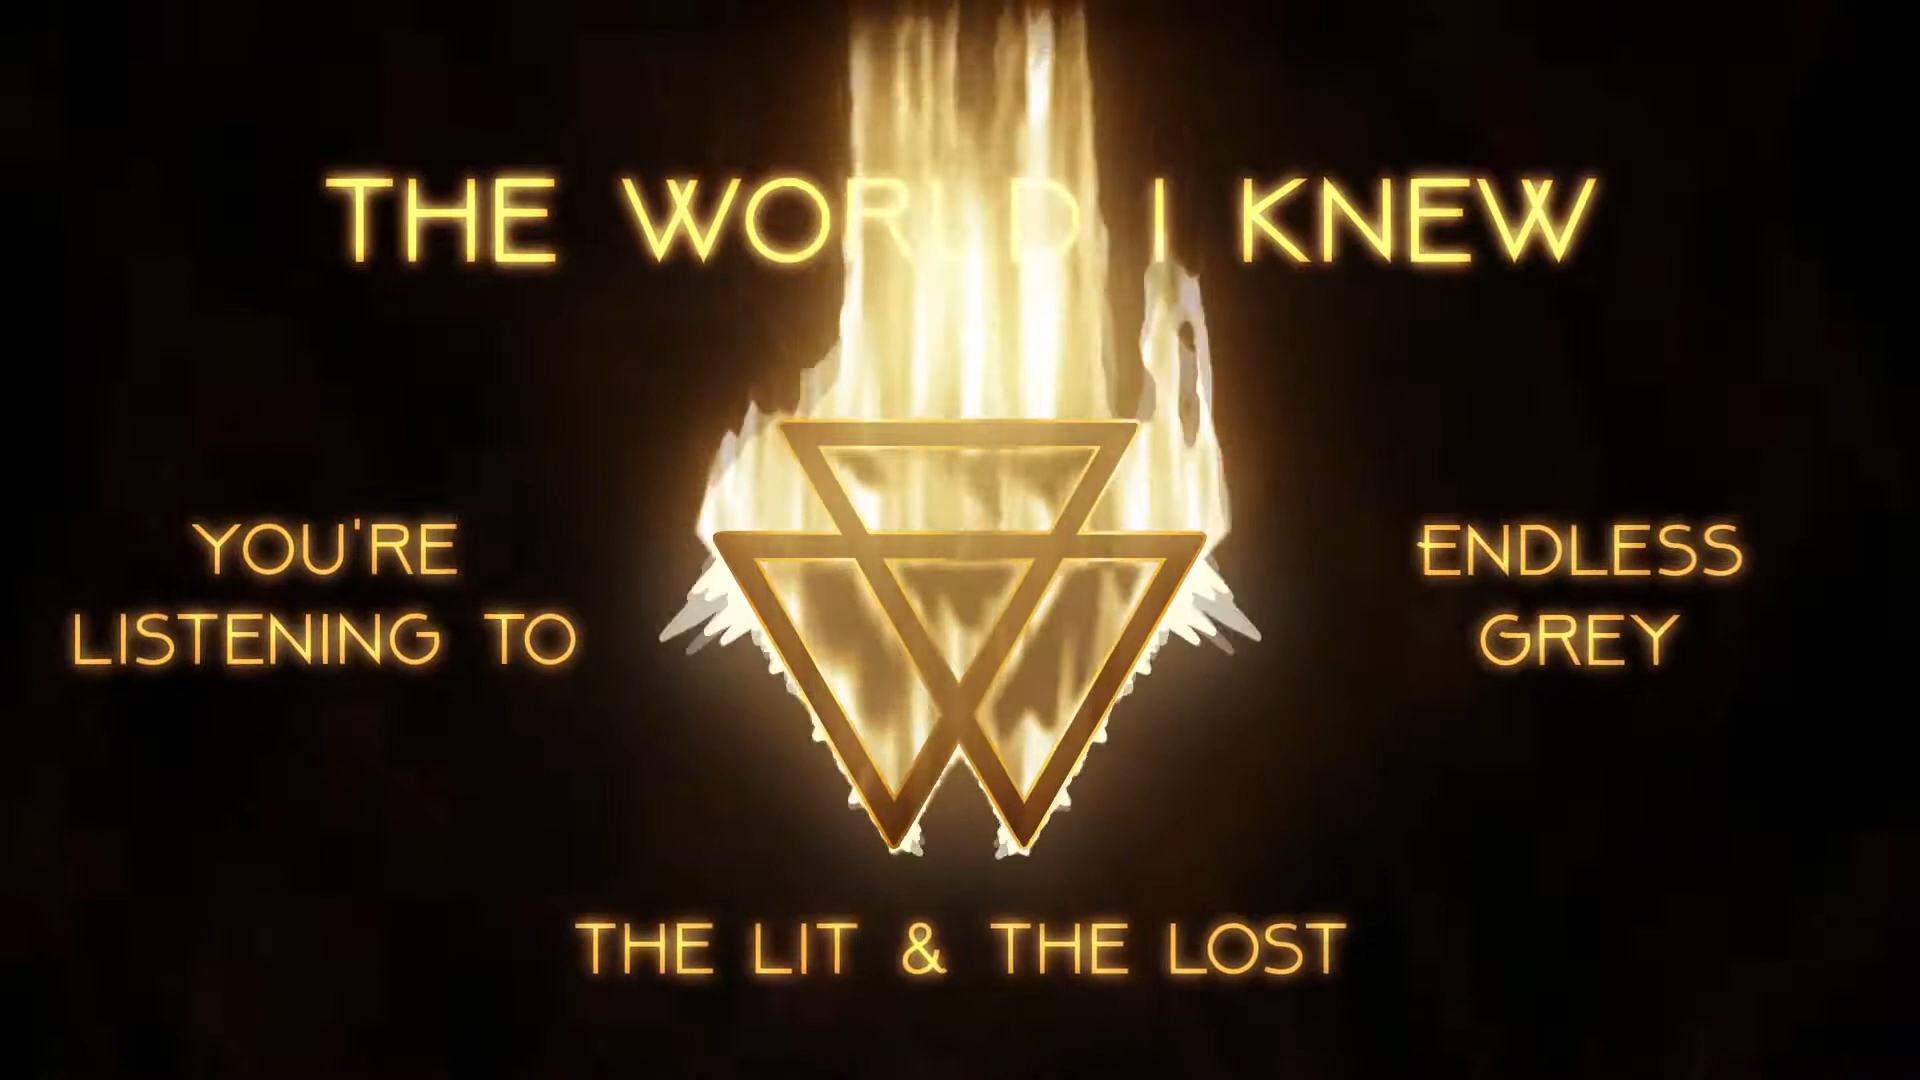 THE WORLD I KNEW
YOU'RE
LISTENING TO
ENDLESS
GREY
THE LIT & THE LOST